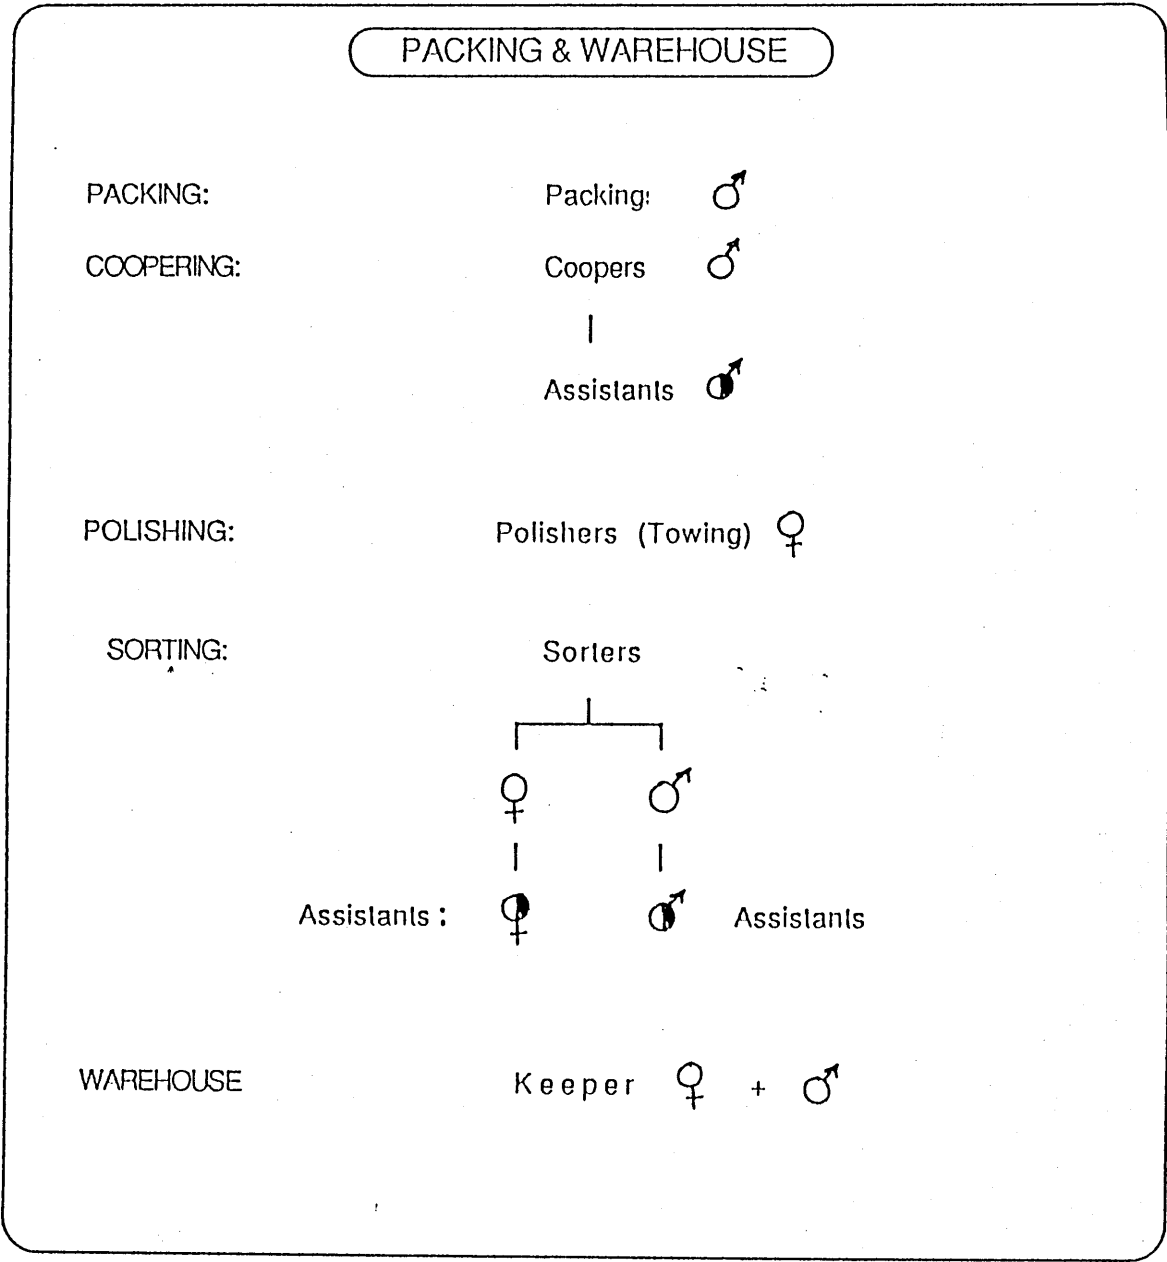 PACKING & WAREHOUSE
PACKING: Packing: ♂
COOPERING: Coopers ♂
Assistants ♂
POLISHING: Polishers (Towing) ♀
SORTING: Sorters
♀ ♂
Assistants : ♀ ♂ Assistants
WAREHOUSE Keeper ♀ + ♂